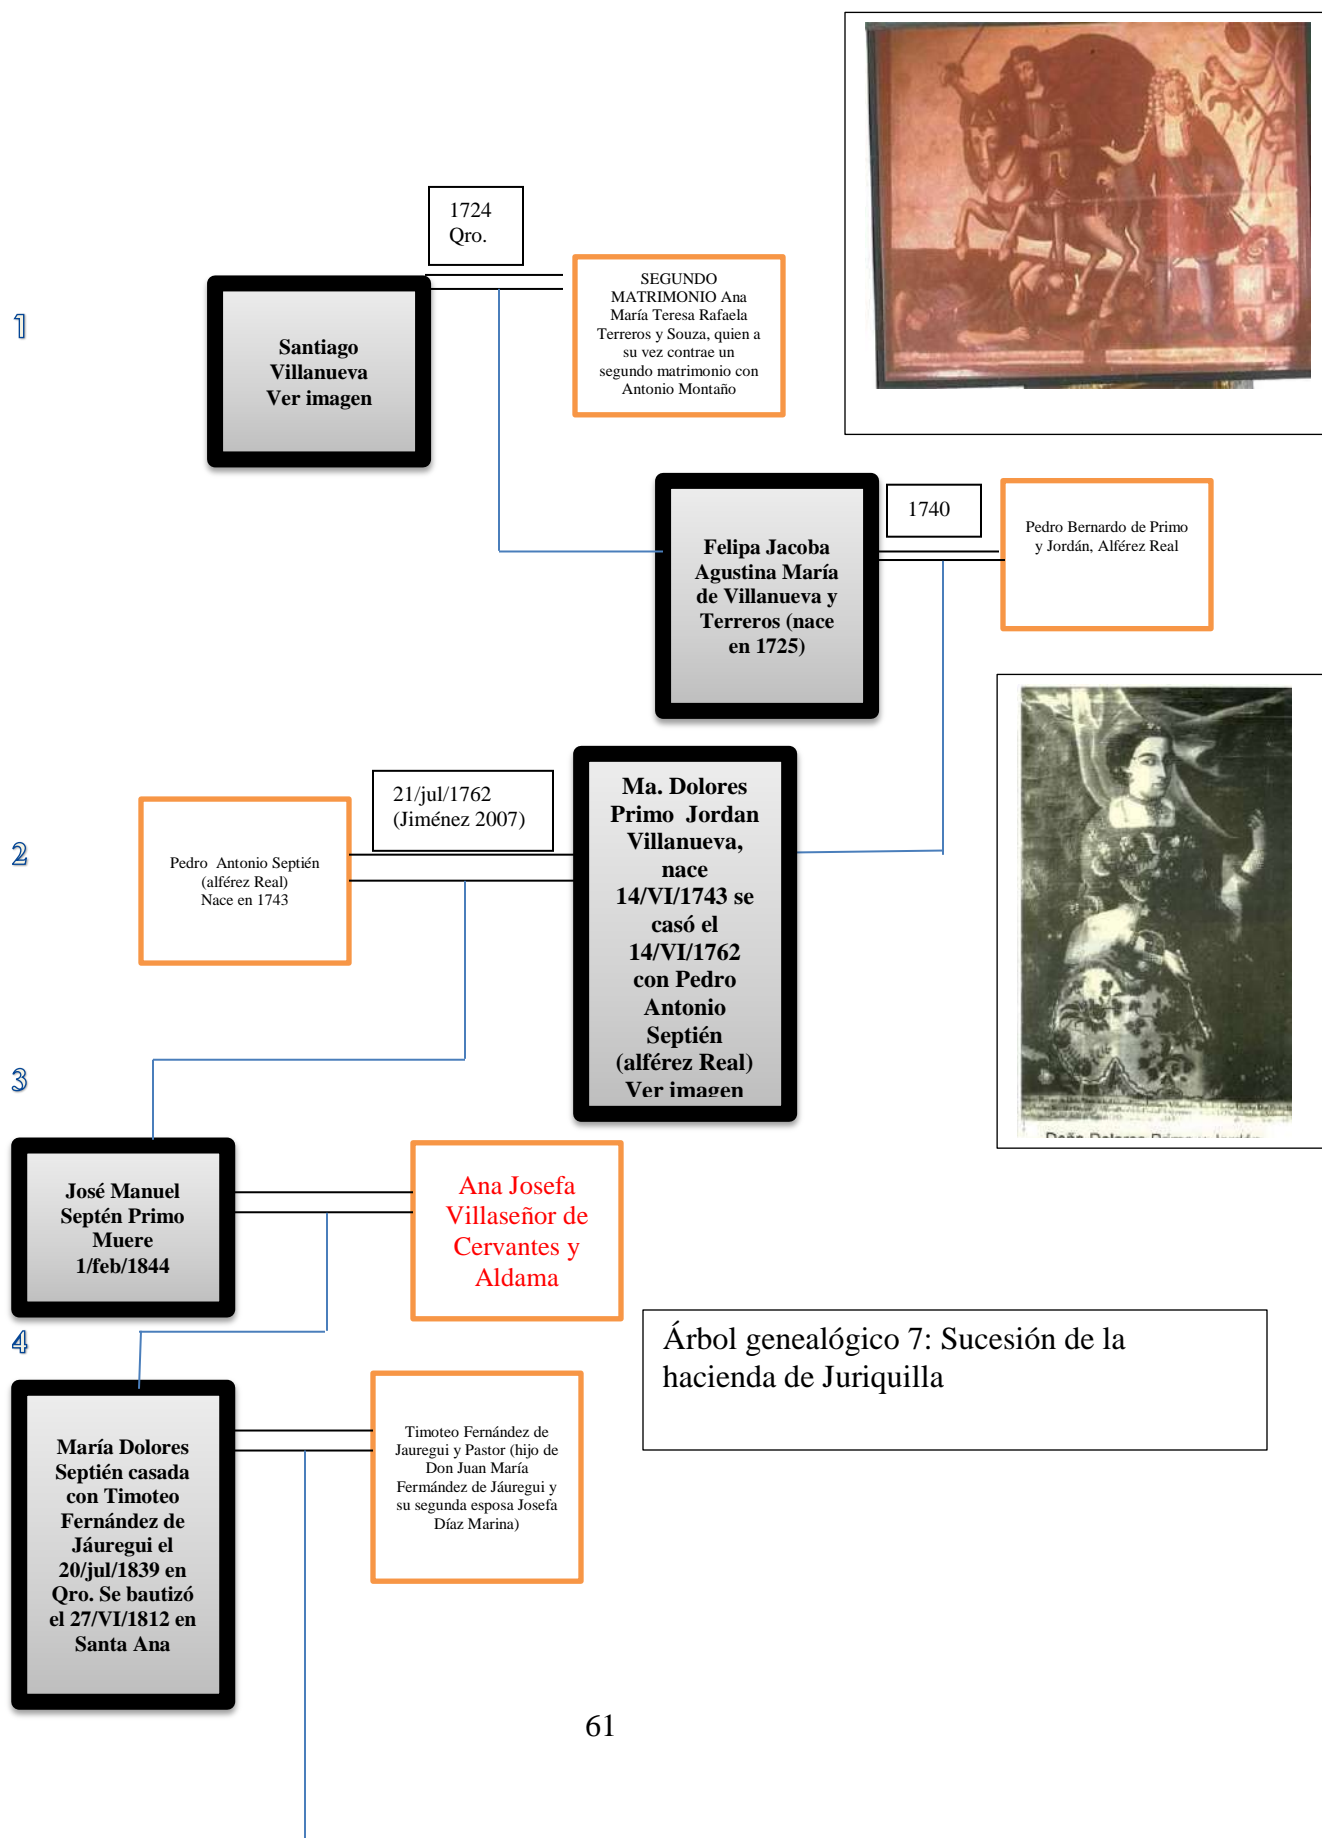 1724
Qro.
1
Santiago
Villanueva
Ver imagen
SEGUNDO
MATRIMONIO Ana
María Teresa Rafaela
Terreros y Souza, quien a
su vez contrae un
segundo matrimonio con
Antonio Montaño
Felipa Jacoba
Agustina María
de Villanueva y
Terreros (nace
en 1725)
1740
Pedro Bernardo de Primo
y Jordán, Alférez Real
2
Pedro Antonio Septién
(alférez Real)
Nace en 1743
21/jul/1762
(Jiménez 2007)
Ma. Dolores
Primo Jordan
Villanueva,
nace
14/VI/1743 se
casó el
14/VI/1762
con Pedro
Antonio
Septién
(alférez Real)
Ver imagen
3
José Manuel
Septén Primo
Muere
1/feb/1844
Ana Josefa
Villaseñor de
Cervantes y
Aldama
4
María Dolores
Septién casada
con Timoteo
Fernández de
Jáuregui el
20/jul/1839 en
Qro. Se bautizó
el 27/VI/1812 en
Santa Ana
Timoteo Fernández de
Jauregui y Pastor (hijo de
Don Juan María
Fermández de Jáuregui y
su segunda esposa Josefa
Díaz Marina)
Árbol genealógico 7: Sucesión de la
hacienda de Juriquilla
61